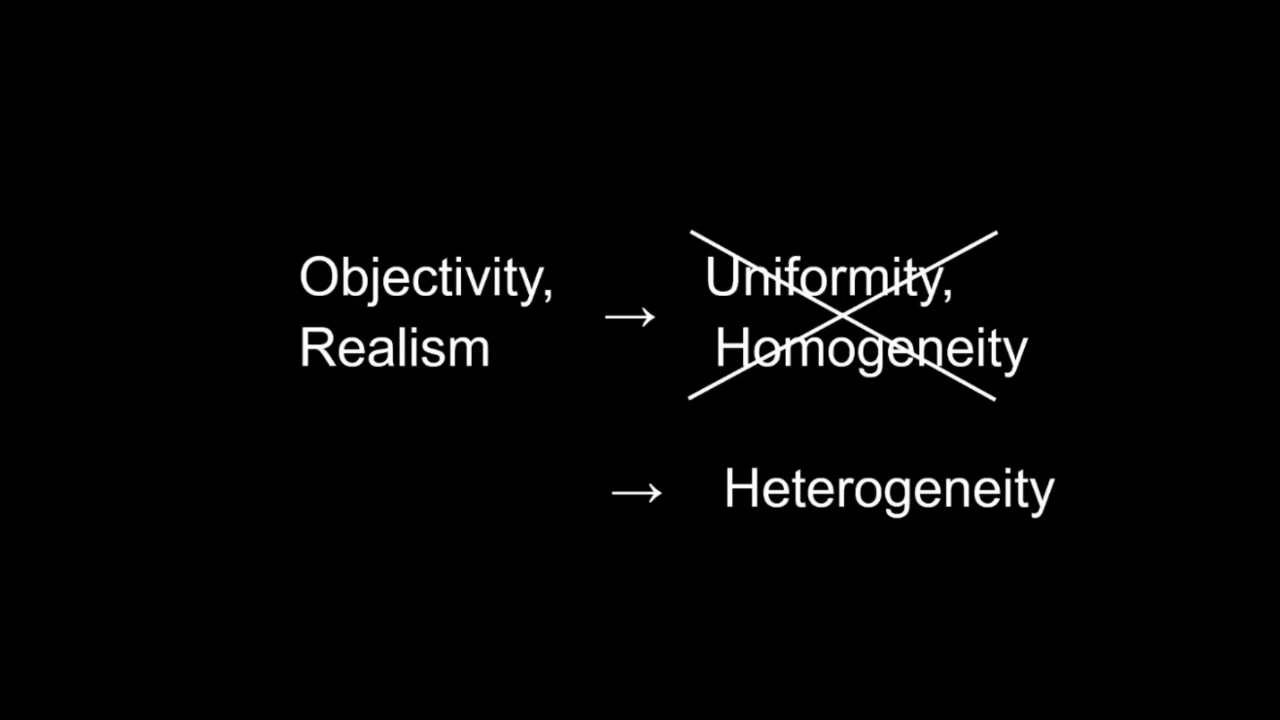 Objectivity,
Realism
→
Uniformity,
Homogeneity
→ Heterogeneity